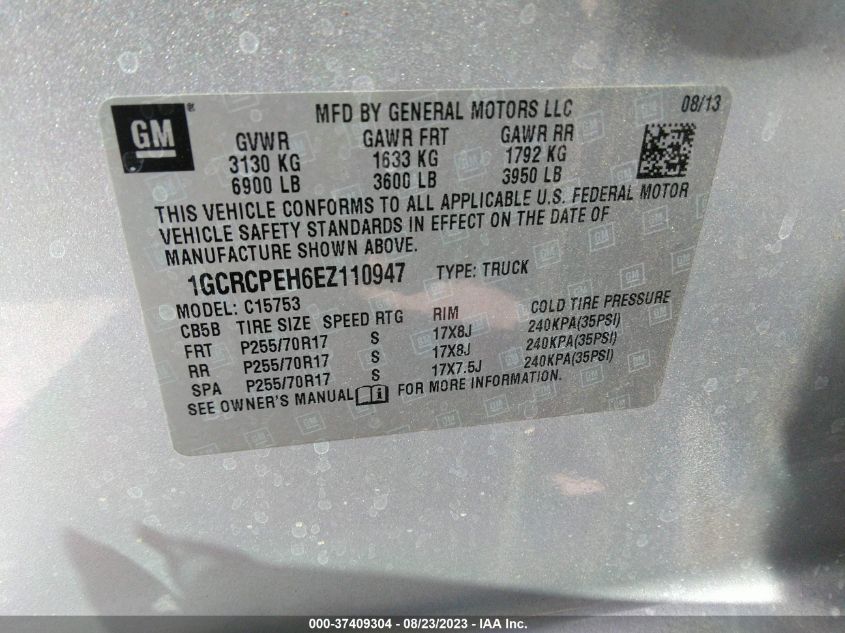 MFD BY GENERAL MOTORS LLC 08/13
GM
GVWR GAWR FRT GAWR RR
3130 KG 1633 KG 1792 KG
6900 LB 3600 LB 3950 LB
THIS VEHICLE CONFORMS TO ALL APPLICABLE U.S. FEDERAL MOTOR
VEHICLE SAFETY STANDARDS IN EFFECT ON THE DATE OF
MANUFACTURE SHOWN ABOVE.
1GCRCPEH6EZ110947 TYPE: TRUCK
MODEL: C15753
CB5B TIRE SIZE SPEED RTG RIM COLD TIRE PRESSURE
FRT P255/70R17 S 17X8J 240KPA(35PSI)
RR P255/70R17 S 17X8J 240KPA(35PSI)
SPA P255/70R17 S 17X7.5J 240KPA(35PSI)
SEE OWNER'S MANUAL FOR MORE INFORMATION.
000-37409304 - 08/23/2023 - IAA Inc.